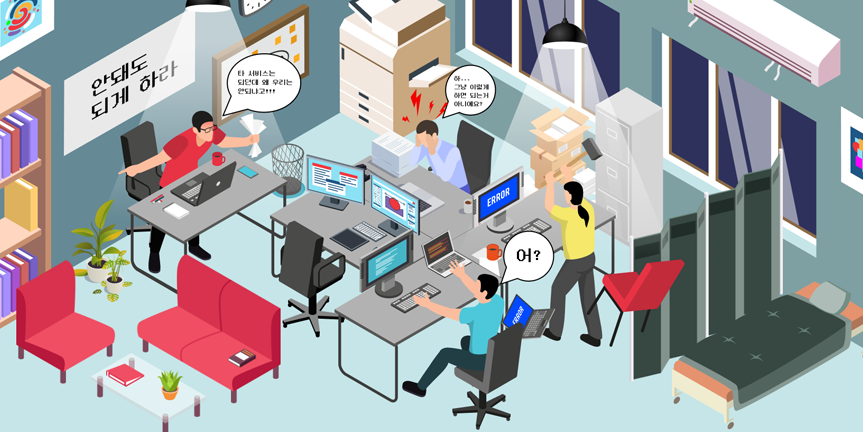 안돼도
되게 하라
타 서비스는
되던데 왜 우리는
안되냐고!!!
하...
그냥 이렇게
하면 되는거
아니에요?
ERROR
어?
ERROR